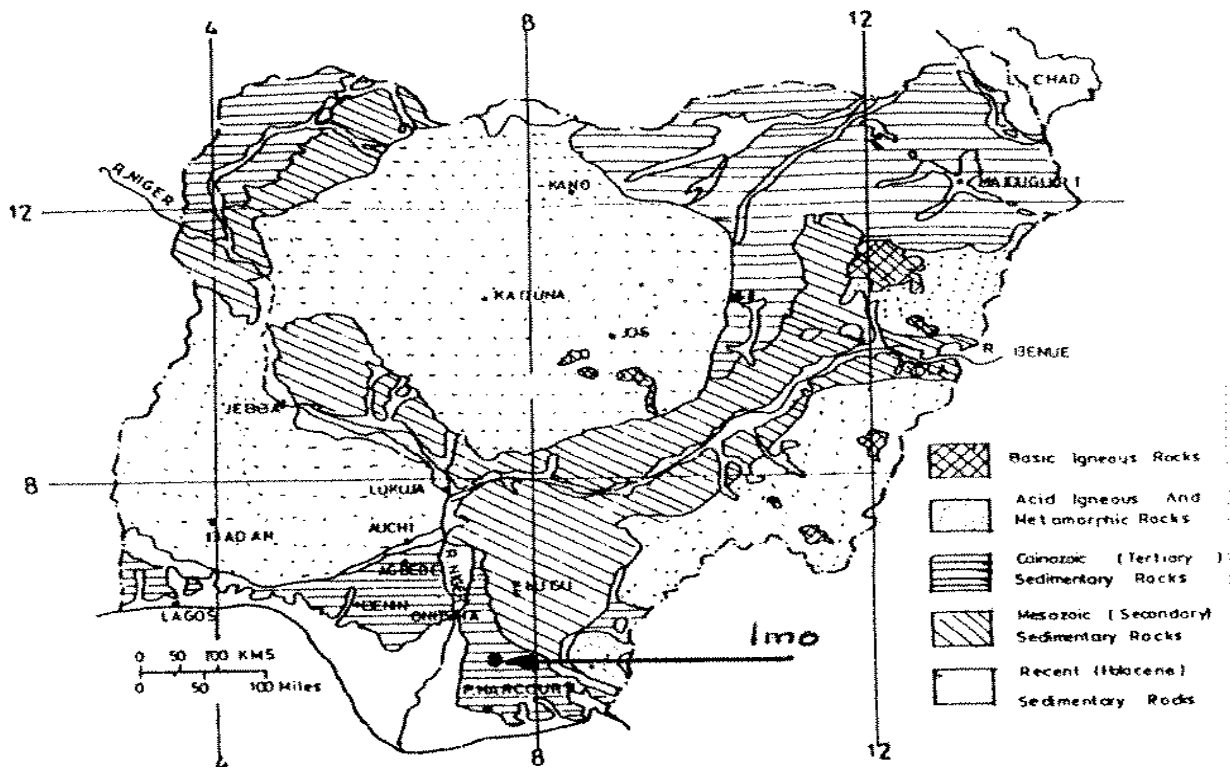 4
8
12
L. CHAD
R. NIGER
KANO
MAIDUGURI
12
KADUNA
JOS
R. BENUE
JEBBA
8
LOKOJA
AUCHI
IBADAN
AGBEDE
R. NIGER
ENUGU
LAGOS
BENIN
ONITSHA
Imo
0 50 100 KMS
0 50 100 Miles
P. HARCOURT
4
8
12
Basic Igneous Rocks
Acid Igneous And
Metamorphic Rocks
Cainozoic (Tertiary)
Sedimentary Rocks
Mesozoic (Secondary)
Sedimentary Rocks
Recent (Holocene)
Sedimentary Rocks